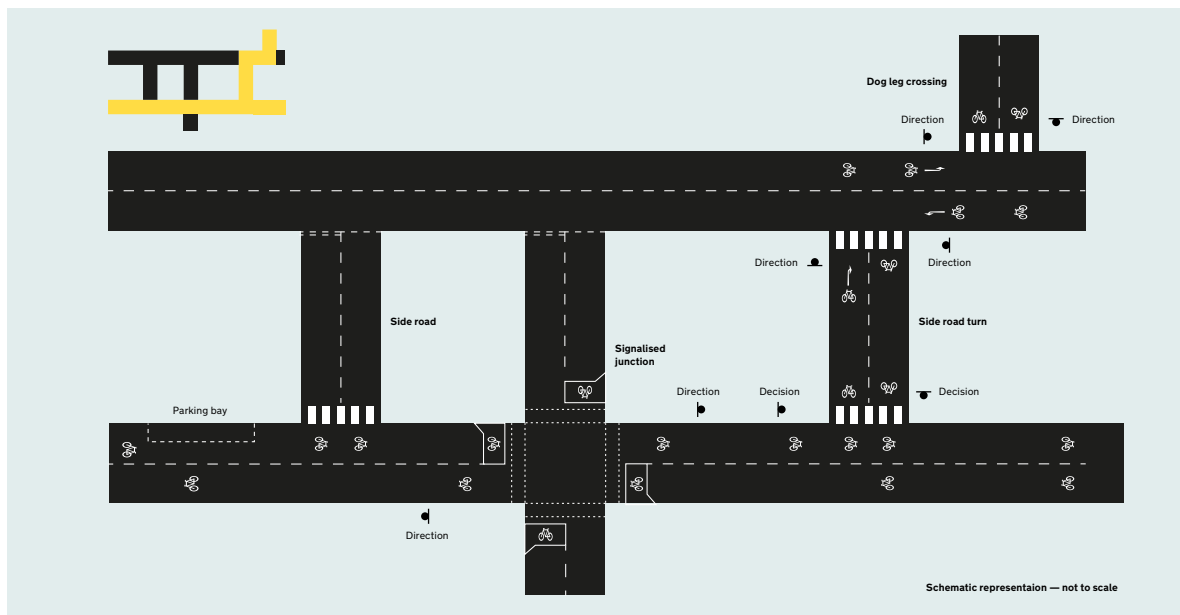 Dog leg crossing
Direction
Direction
Direction
Direction
Side road
Side road turn
Signalised
junction
Direction
Decision
Decision
Parking bay
Direction
Schematic representaion — not to scale